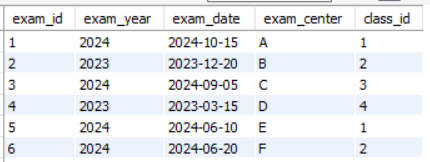 exam_id exam_year exam_date exam_center class_id
1 2024 2024-10-15 A 1
2 2023 2023-12-20 B 2
3 2024 2024-09-05 C 3
4 2023 2023-03-15 D 4
5 2024 2024-06-10 E 1
6 2024 2024-06-20 F 2